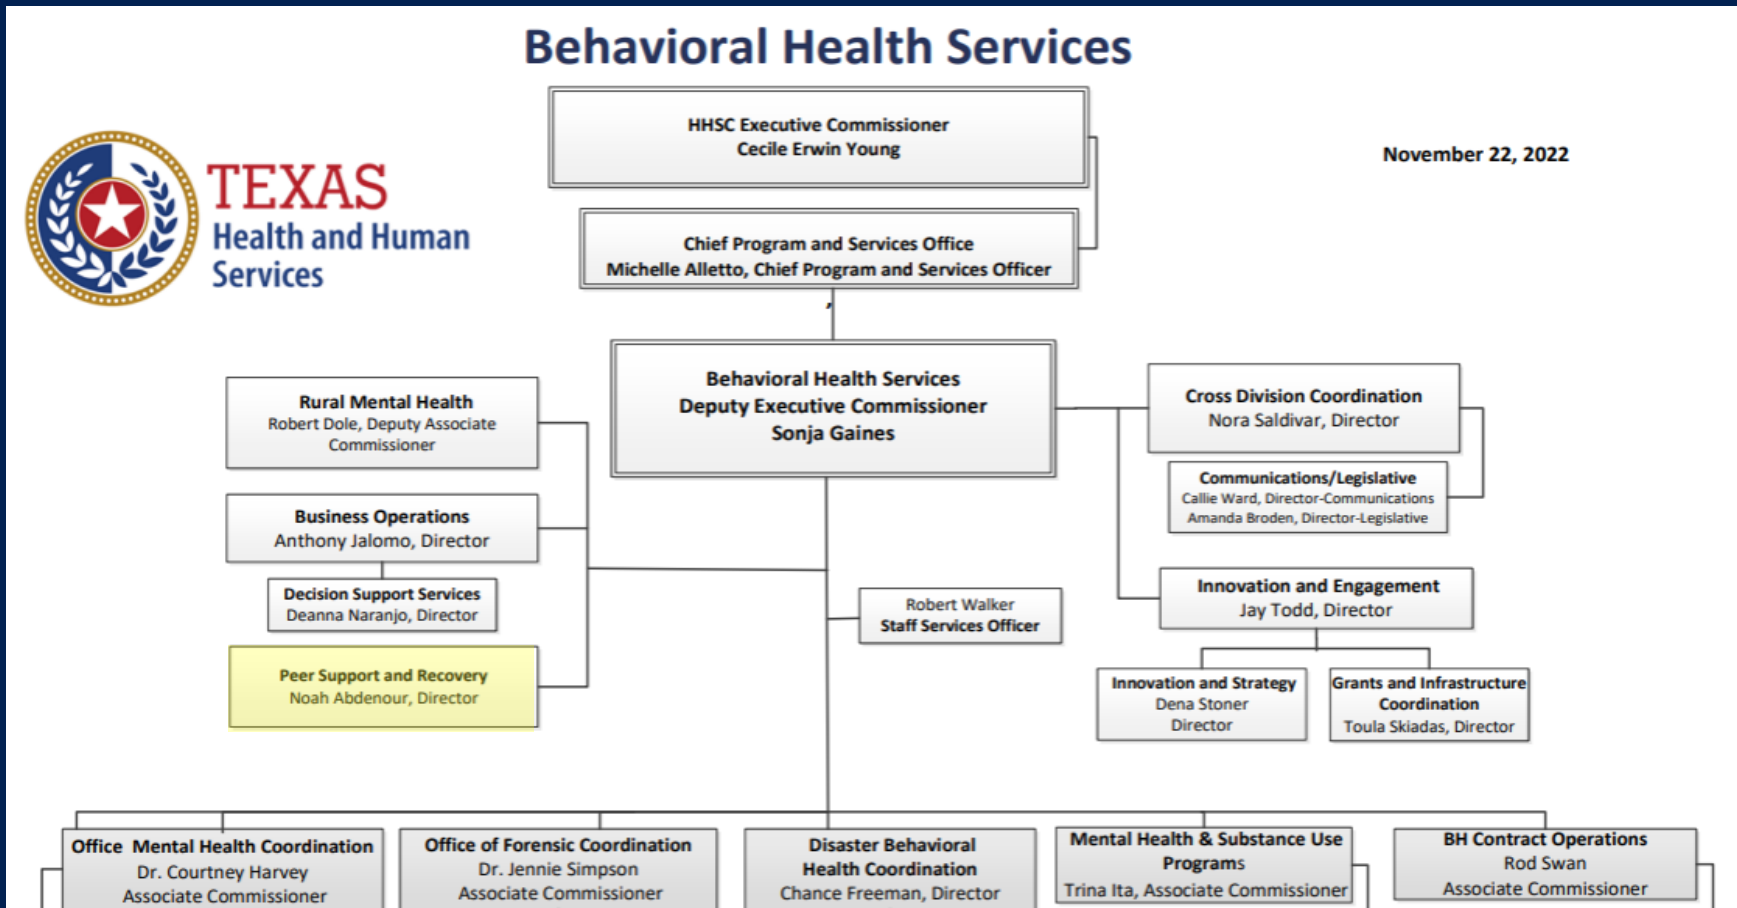 Behavioral Health Services
HHSC Executive Commissioner
Cecile Erwin Young
November 22, 2022
TEXAS
Health and Human
Services
Chief Program and Services Office
Michelle Alletto, Chief Program and Services Officer
,
Behavioral Health Services
Deputy Executive Commissioner
Sonja Gaines
Rural Mental Health
Robert Dole, Deputy Associate
Commissioner
Business Operations
Anthony Jalomo, Director
Decision Support Services
Deanna Naranjo, Director
Peer Support and Recovery
Noah Abdenour, Director
Cross Division Coordination
Nora Saldivar, Director
Communications/Legislative
Callie Ward, Director-Communications
Amanda Broden, Director-Legislative
Robert Walker
Staff Services Officer
Innovation and Engagement
Jay Todd, Director
Innovation and Strategy
Dena Stoner
Director
Grants and Infrastructure
Coordination
Toula Skiadas, Director
Office Mental Health Coordination
Dr. Courtney Harvey
Associate Commissioner
Office of Forensic Coordination
Dr. Jennie Simpson
Associate Commissioner
Disaster Behavioral
Health Coordination
Chance Freeman, Director
Mental Health & Substance Use
Programs
Trina Ita, Associate Commissioner
BH Contract Operations
Rod Swan
Associate Commissioner